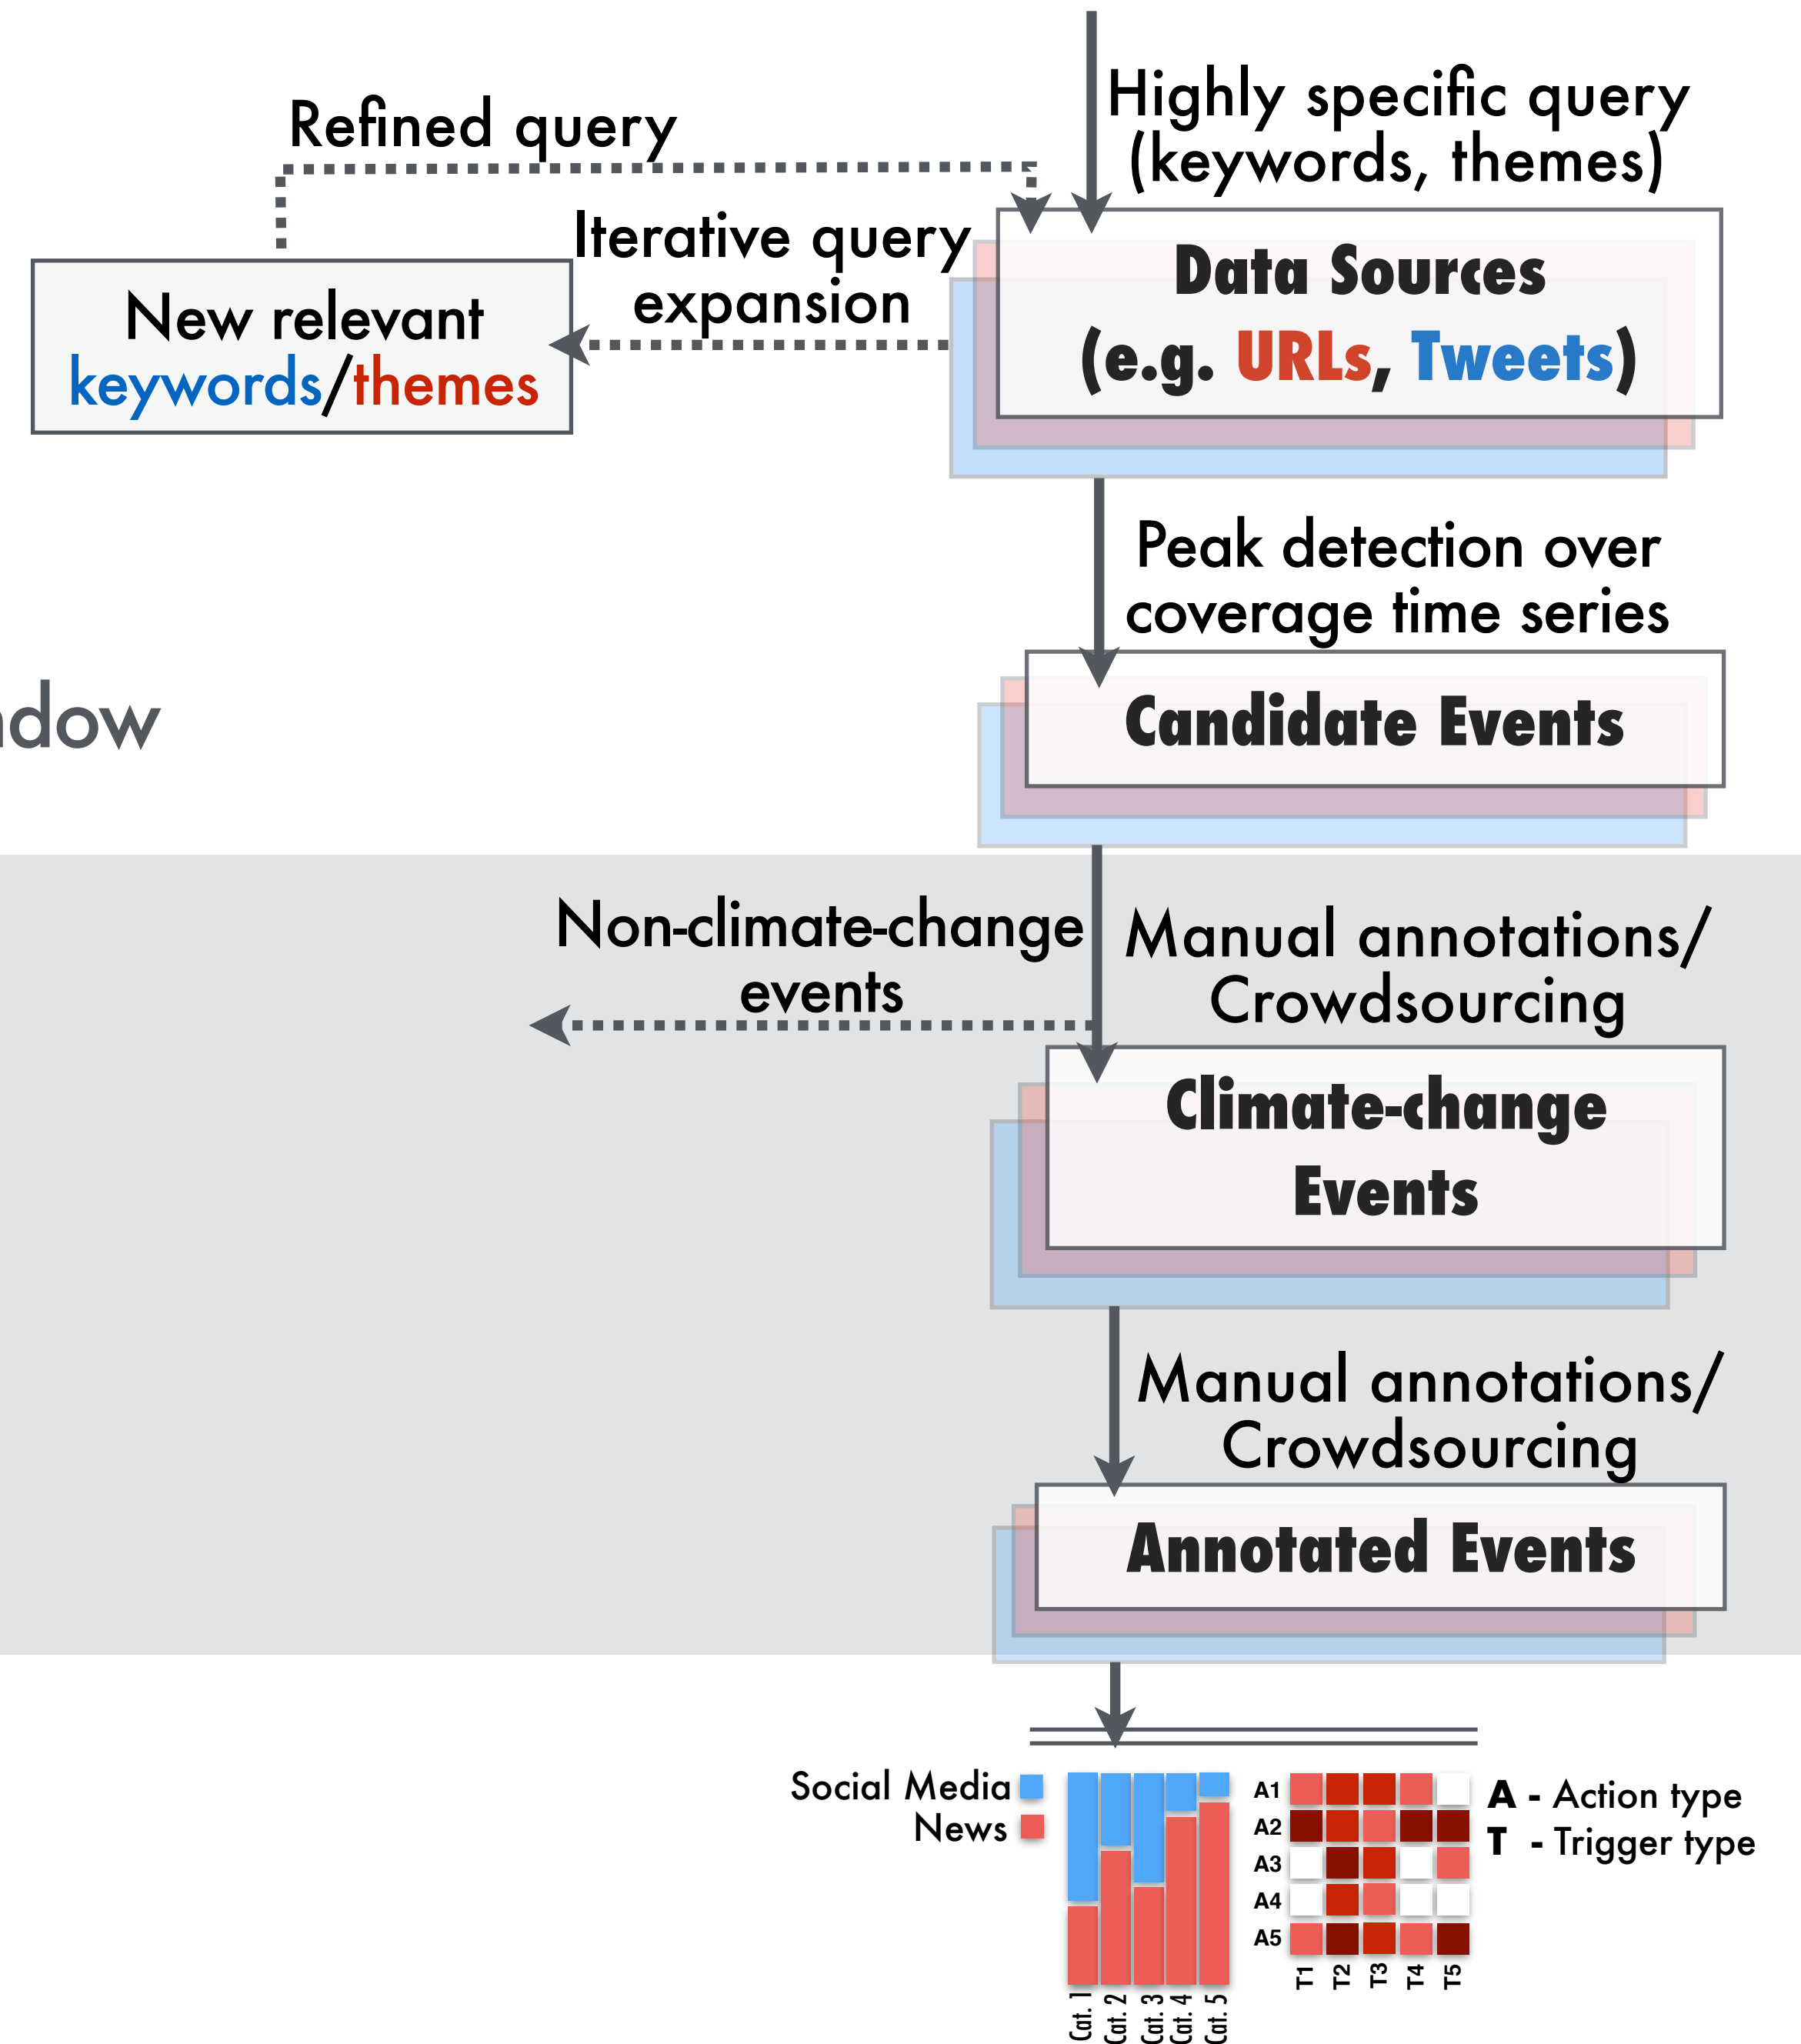 Highly specific query
(keywords, themes)
Refined query
Iterative query
expansion
New relevant
keywords/themes
Data Sources
(e.g. URLs, Tweets)
Peak detection over
coverage time series
ndow
Candidate Events
Non-climate-change
events
Manual annotations/
Crowdsourcing
Climate-change
Events
Manual annotations/
Crowdsourcing
Annotated Events
Social Media
News
Cat. 1
Cat. 2
Cat. 3
Cat. 4
Cat. 5
A1
A2
A3
A4
A5
T1
T2
T3
T4
T5
A - Action type
T - Trigger type